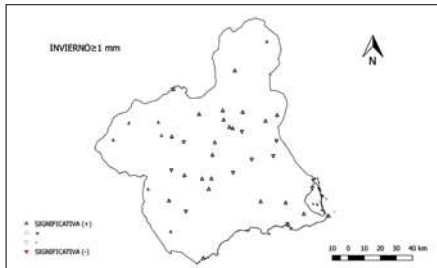 INVIERNO≥1 mm
N
SIGNIFICATIVA (+)
+
-
SIGNIFICATIVA (-)
10 0 10 20 30 40 km